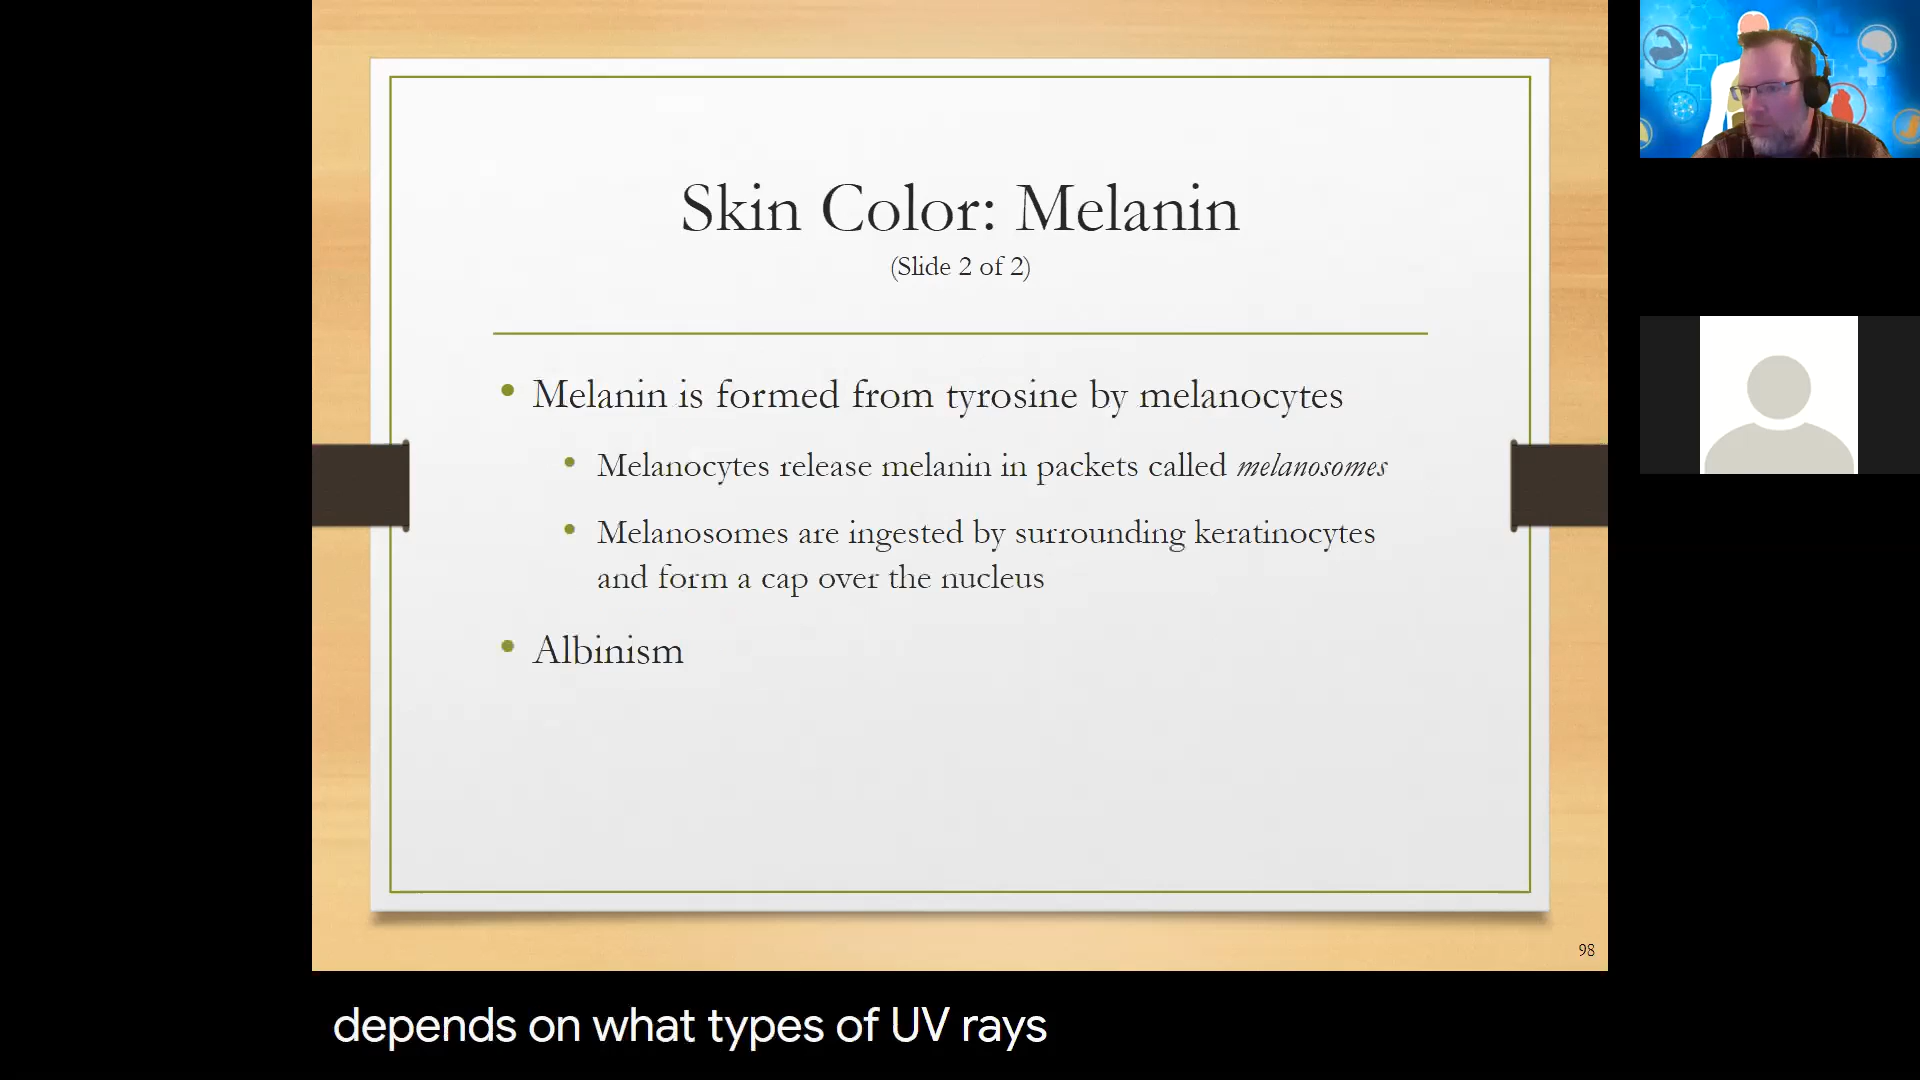 Skin Color: Melanin
(Slide 2 of 2)
• Melanin is formed from tyrosine by melanocytes
• Melanocytes release melanin in packets called melanosomes
• Melanosomes are ingested by surrounding keratinocytes
and form a cap over the nucleus
• Albinism
98
depends on what types of UV rays